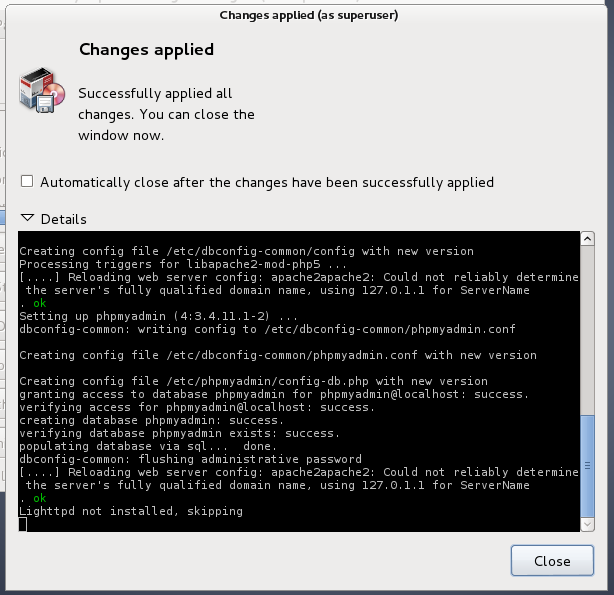 Changes applied (as superuser)
Changes applied
Successfully applied all
changes. You can close the
window now.
Automatically close after the changes have been successfully applied
Details
Creating config file /etc/dbconfig-common/config with new version
Processing triggers for libapache2-mod-php5 ...
[....] Reloading web server config: apache2apache2: Could not reliably determine
the server's fully qualified domain name, using 127.0.1.1 for ServerName
. ok
Setting up phpmyadmin (4:3.4.11.1-2) ...
dbconfig-common: writing config to /etc/dbconfig-common/phpmyadmin.conf
Creating config file /etc/dbconfig-common/phpmyadmin.conf with new version
Creating config file /etc/phpmyadmin/config-db.php with new version
granting access to database phpmyadmin for phpmyadmin@localhost: success.
verifying access for phpmyadmin@localhost: success.
creating database phpmyadmin: success.
verifying database phpmyadmin exists: success.
populating database via sql...  done.
dbconfig-common: flushing administrative password
[....] Reloading web server config: apache2apache2: Could not reliably determine
the server's fully qualified domain name, using 127.0.1.1 for ServerName
. ok
Lighttpd not installed, skipping
Close